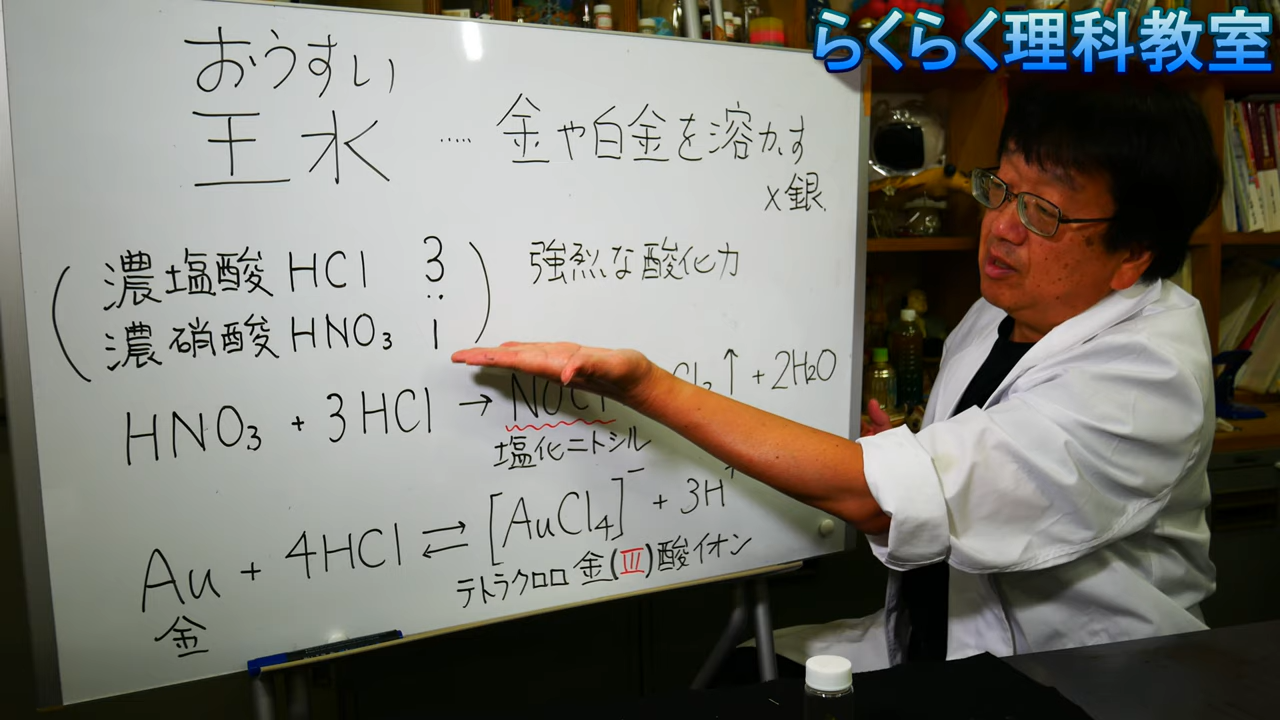 らくらく理科教室
おうすい
王水 ····· 金や白金を溶かす
×銀
濃塩酸 HCl 3
:
濃硝酸 HNO₃ 1
強烈な酸化力
HNO₃ + 3HCl → NOCl Cl₂↑ + 2H₂O
塩化ニトシル
Au + 4HCl ⇄ [AuCl₄]⁻ + 3H⁺
金
テトラクロロ金(III)酸イオン